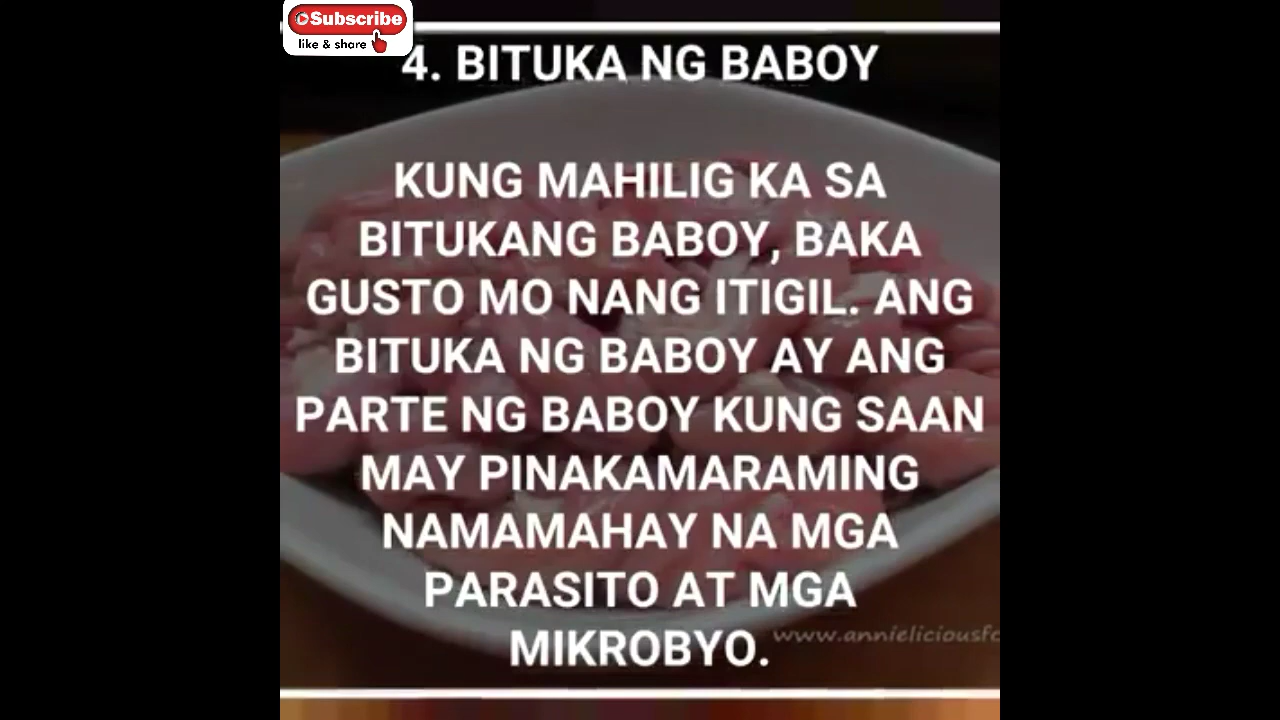 Subscribe
like & share
4. BITUKA NG BABOY
KUNG MAHILIG KA SA
BITUKANG BABOY, BAKA
GUSTO MO NANG ITIGIL. ANG
BITUKA NG BABOY AY ANG
PARTE NG BABOY KUNG SAAN
MAY PINAKAMARAMING
NAMAMAHAY NA MGA
PARASITO AT MGA
MIKROBYO.